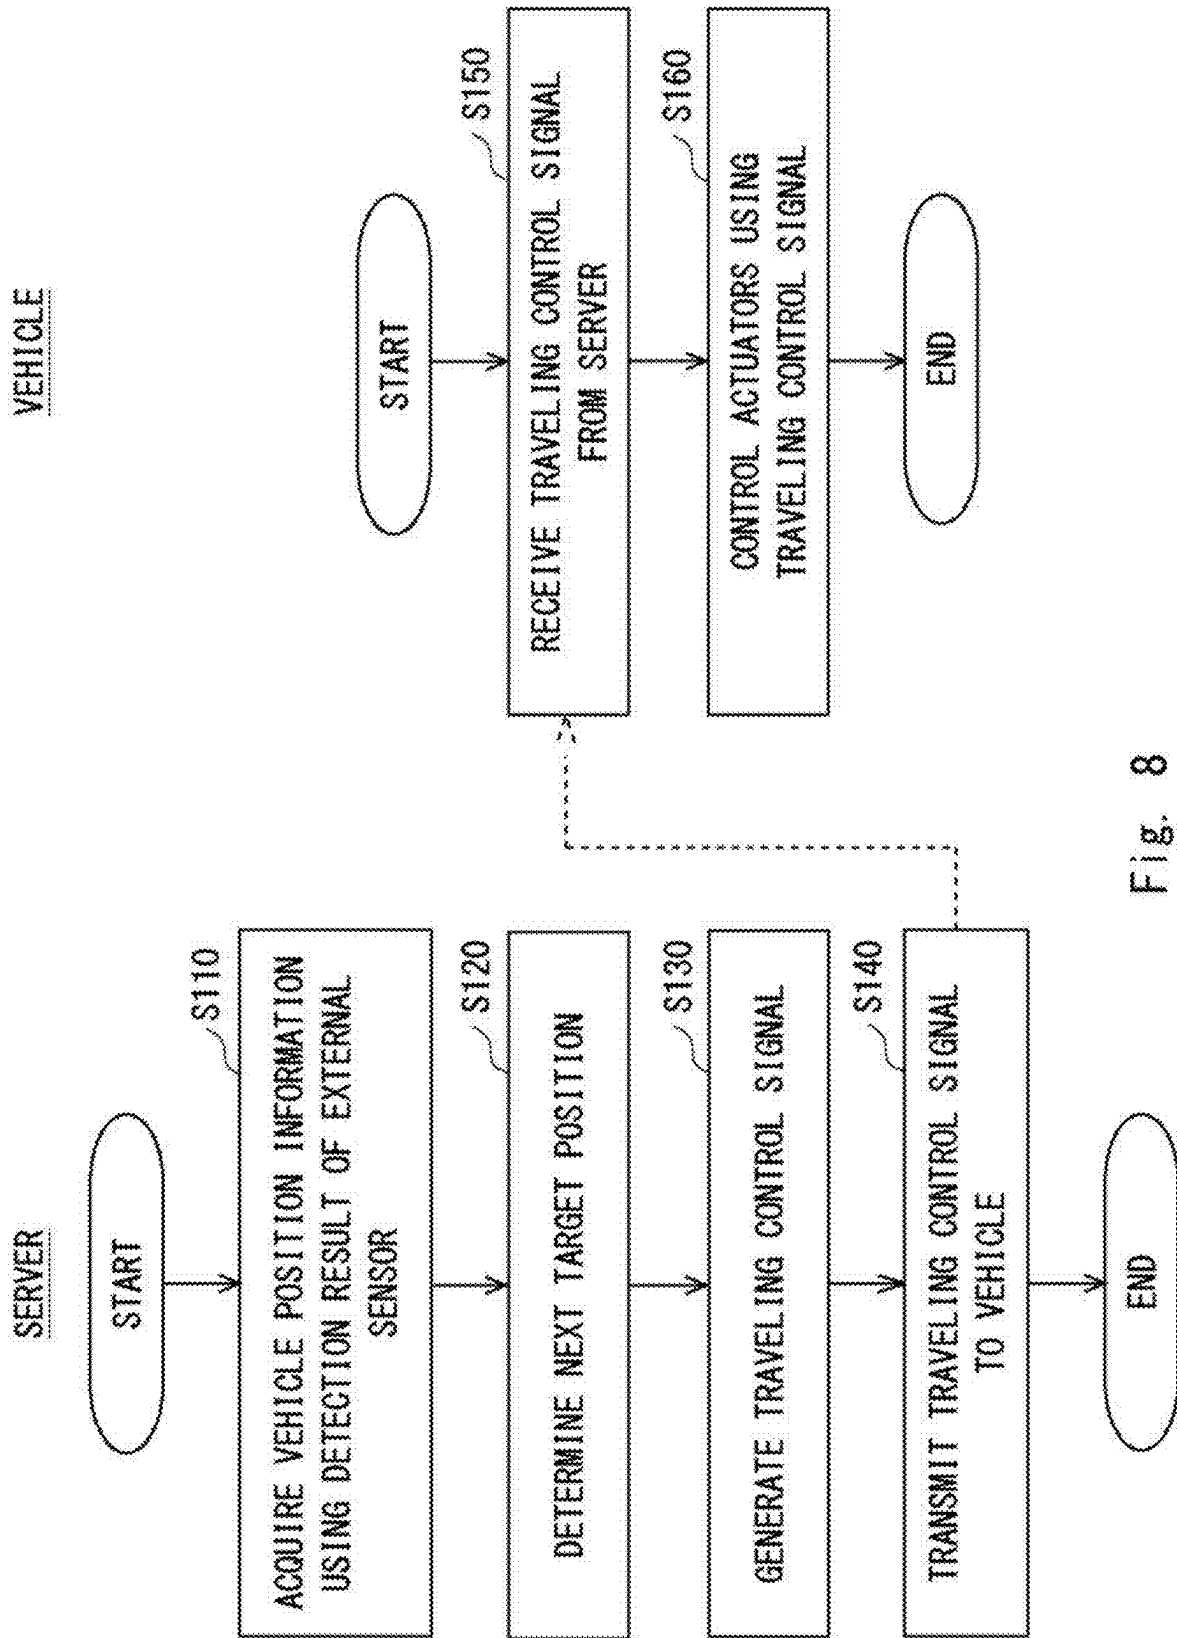 SERVER
START
S110
ACQUIRE VEHICLE POSITION INFORMATION
USING DETECTION RESULT OF EXTERNAL
SENSOR
S120
DETERMINE NEXT TARGET POSITION
S130
GENERATE TRAVELING CONTROL SIGNAL
S140
TRANSMIT TRAVELING CONTROL SIGNAL
TO VEHICLE
END
VEHICLE
START
S150
RECEIVE TRAVELING CONTROL SIGNAL
FROM SERVER
S160
CONTROL ACTUATORS USING
TRAVELING CONTROL SIGNAL
END
Fig. 8